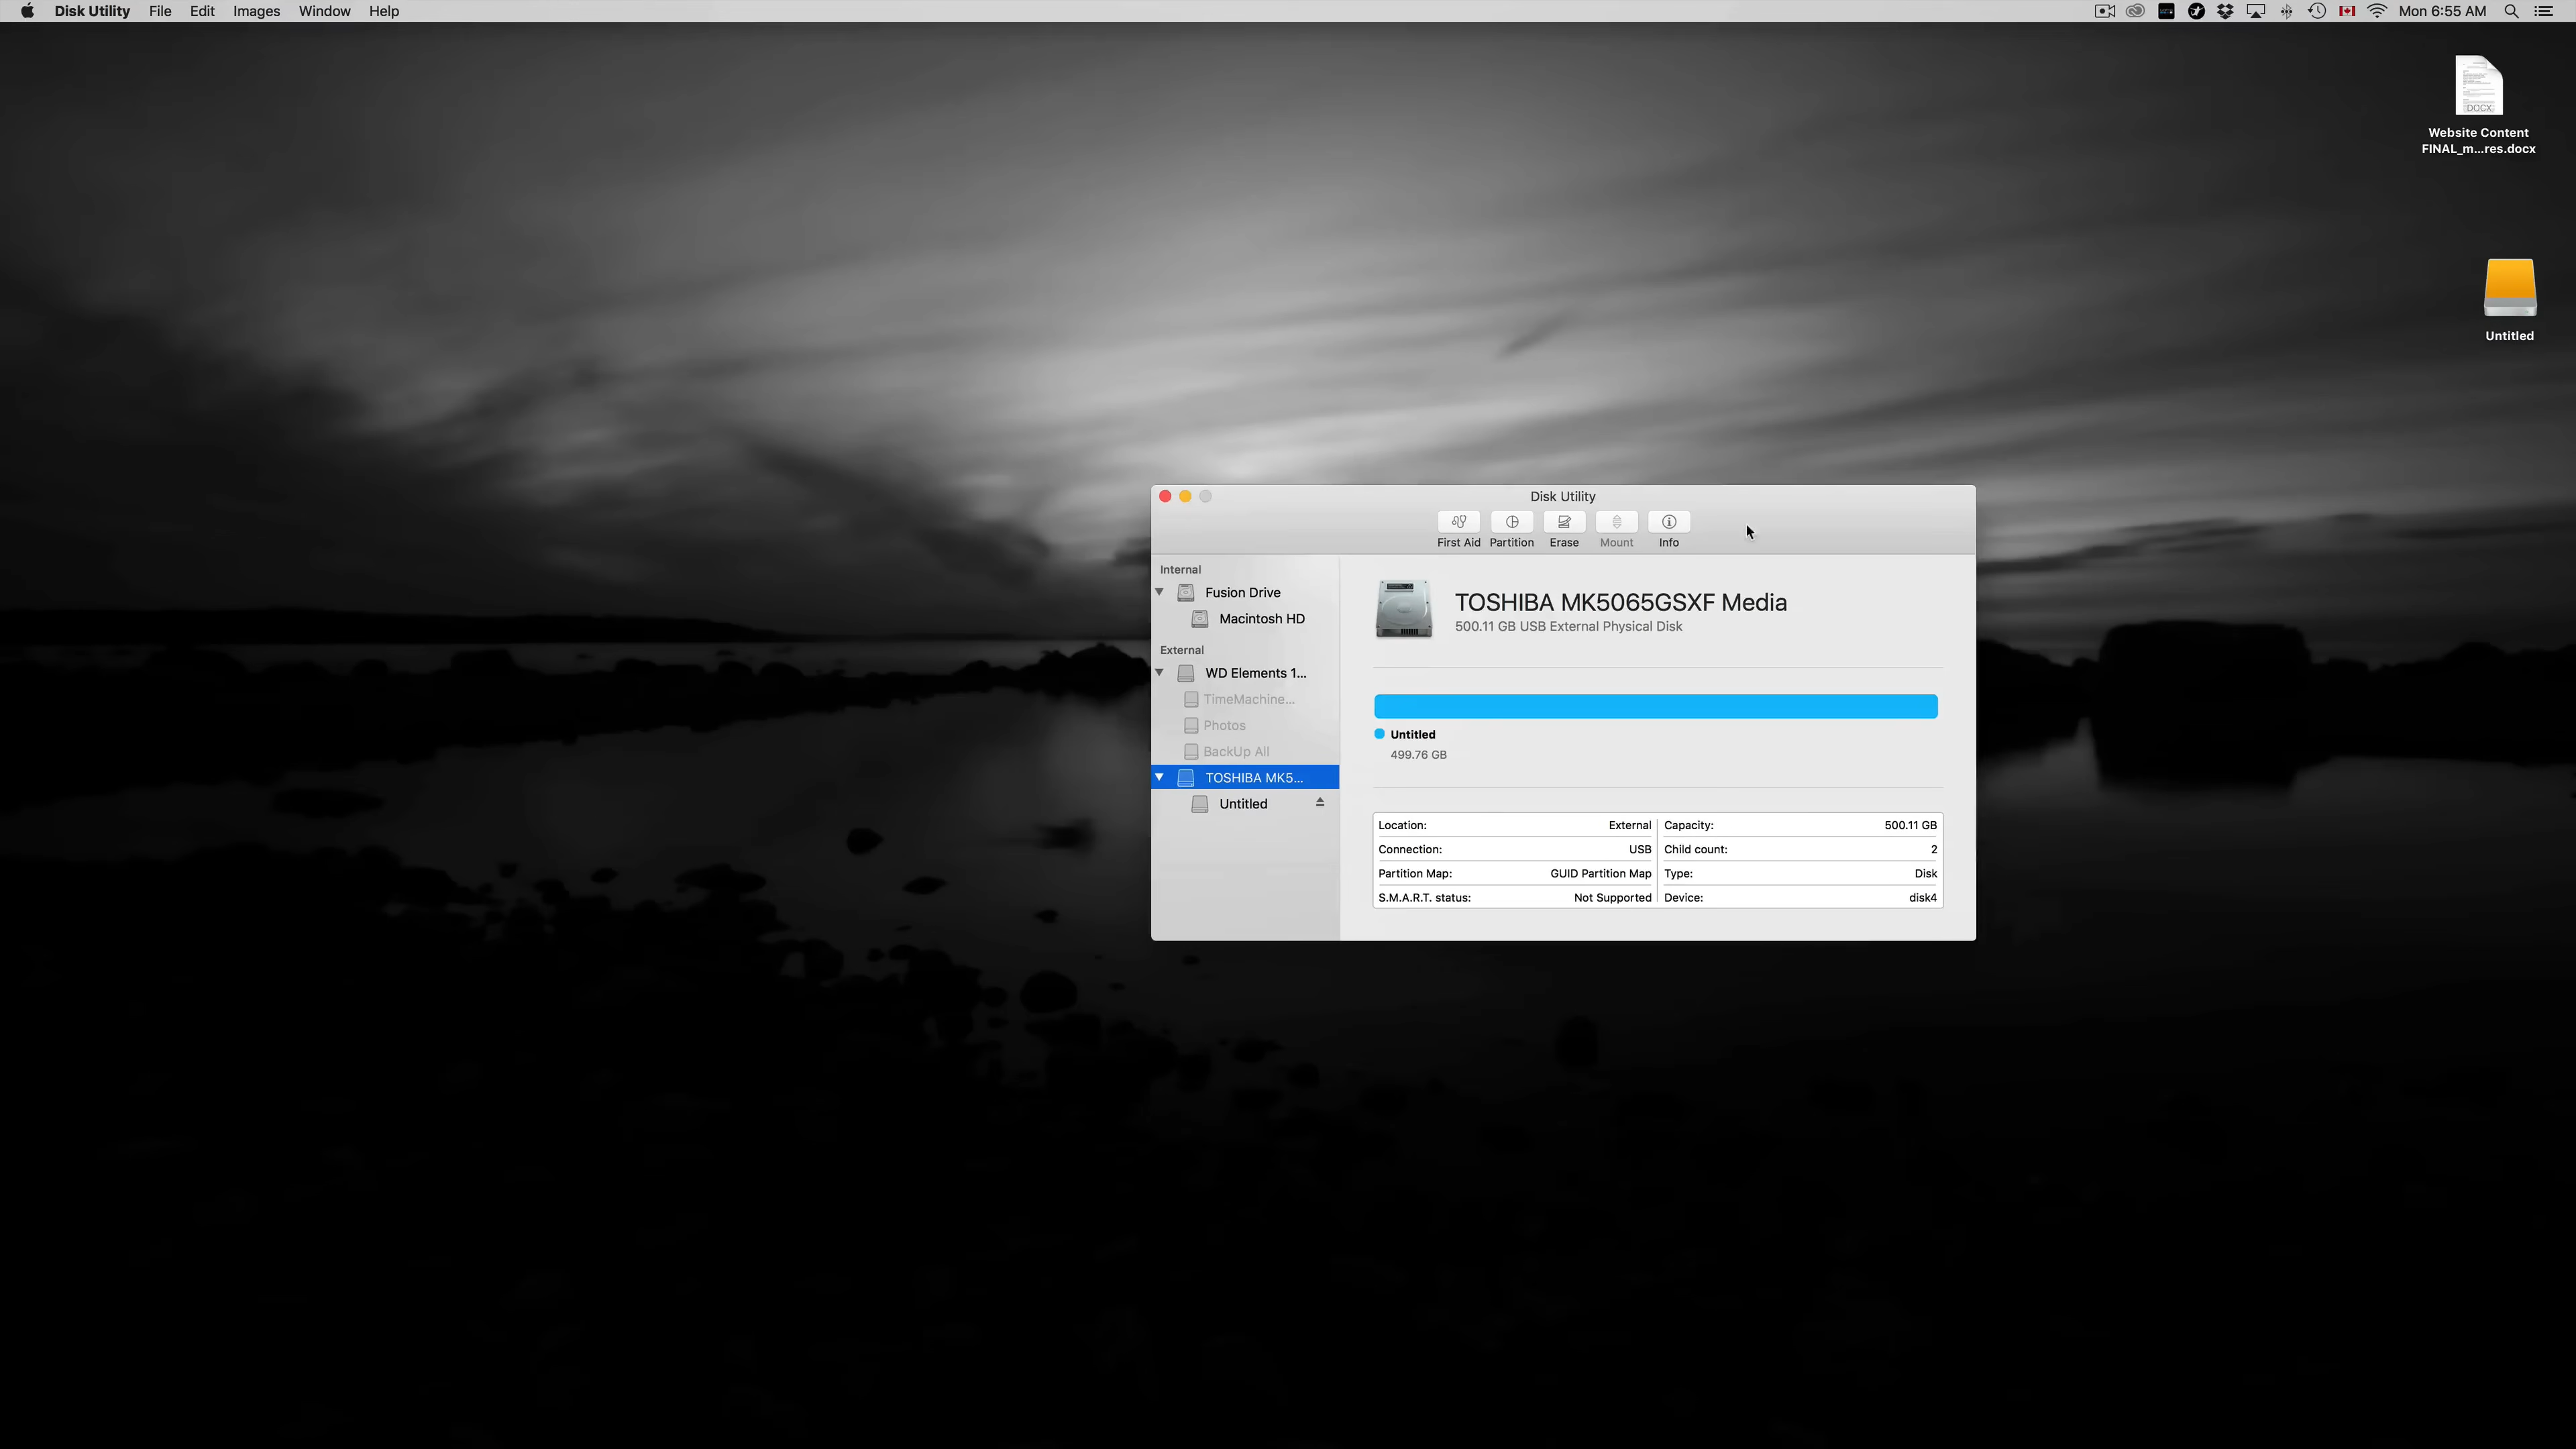 Disk Utility File Edit Images Window Help Mon 6:55 AM
DOCX
Website Content
FINAL_m...res.docx
Untitled
Disk Utility
First Aid Partition Erase Mount Info
Internal
Fusion Drive
Macintosh HD
External
WD Elements 1...
TimeMachine...
Photos
BackUp All
TOSHIBA MK5...
Untitled
TOSHIBA MK5065GSXF Media
500.11 GB USB External Physical Disk
Untitled
499.76 GB
Location: External Capacity: 500.11 GB
Connection: USB Child count: 2
Partition Map: GUID Partition Map Type: Disk
S.M.A.R.T. status: Not Supported Device: disk4